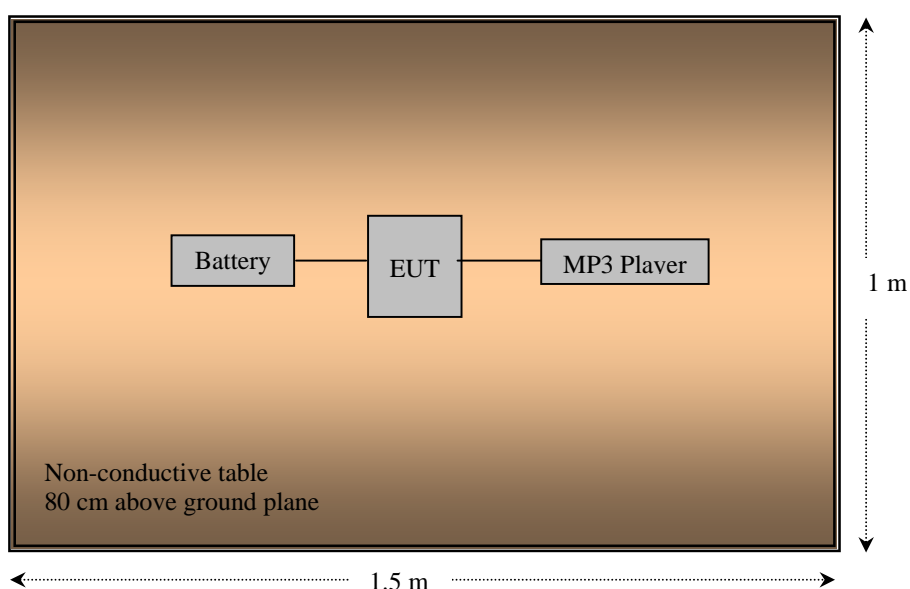 Battery
EUT
MP3 Player
1 m
Non-conductive table
80 cm above ground plane
1.5 m